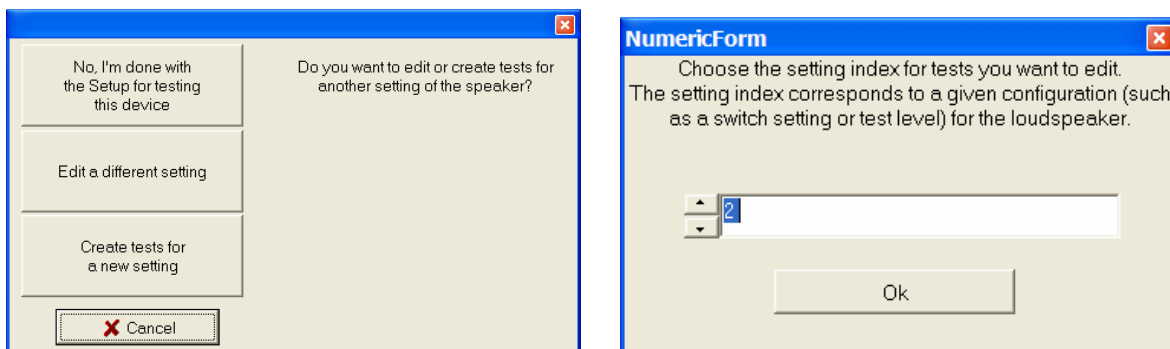 No, I'm done with
the Setup for testing
this device
Do you want to edit or create tests for
another setting of the speaker?
Edit a different setting
Create tests for
a new setting
Cancel
NumericForm
Choose the setting index for tests you want to edit.
The setting index corresponds to a given configuration (such
as a switch setting or test level) for the loudspeaker.
2
Ok